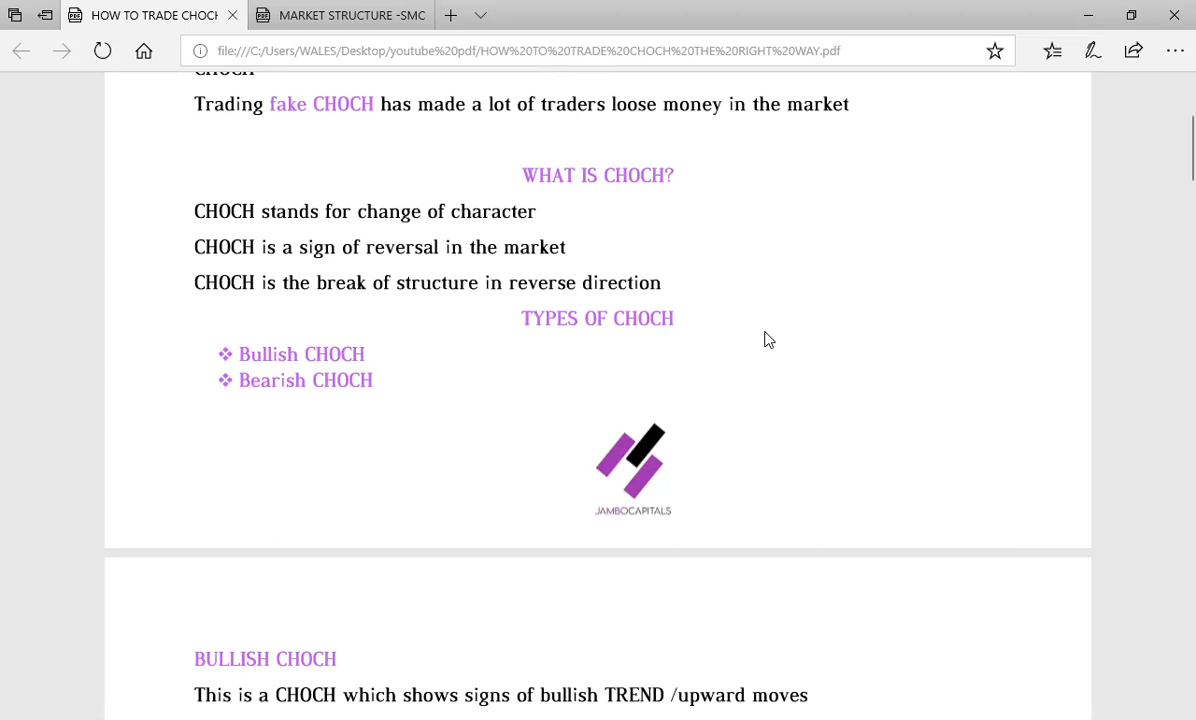 HOW TO TRADE CHOCH
MARKET STRUCTURE -SMC
file:///C:/Users/WALES/Desktop/youtube%20pdf/HOW%20TO%20TRADE%20CHOCH%20THE%20RIGHT%20WAY.pdf
CHOCH
Trading fake CHOCH has made a lot of traders loose money in the market
WHAT IS CHOCH?
CHOCH stands for change of character
CHOCH is a sign of reversal in the market
CHOCH is the break of structure in reverse direction
TYPES OF CHOCH
❖ Bullish CHOCH
❖ Bearish CHOCH
JAMBOCAPITALS
BULLISH CHOCH
This is a CHOCH which shows signs of bullish TREND /upward moves